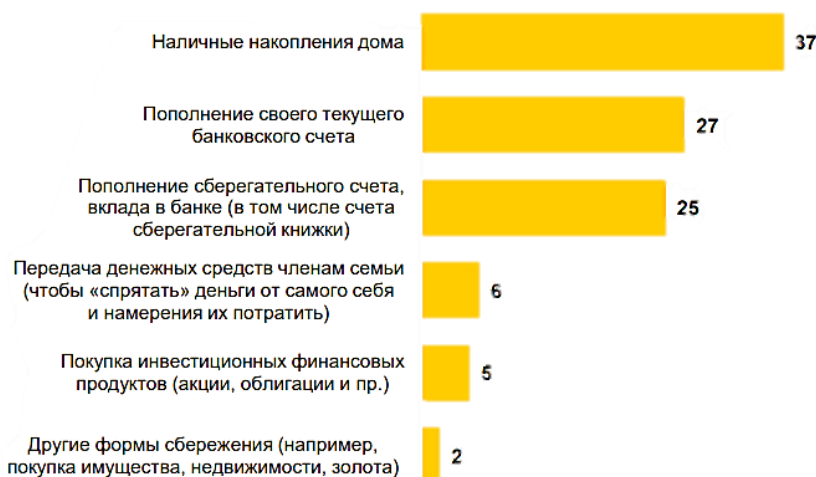 Наличные накопления дома
37
Пополнение своего текущего
банковского счета
27
Пополнение сберегательного счета,
вклада в банке (в том числе счета
сберегательной книжки)
25
Передача денежных средств членам семьи
(чтобы «спрятать» деньги от самого себя
и намерения их потратить)
6
Покупка инвестиционных финансовых
продуктов (акции, облигации и пр.)
5
Другие формы сбережения (например,
покупка имущества, недвижимости, золота)
2